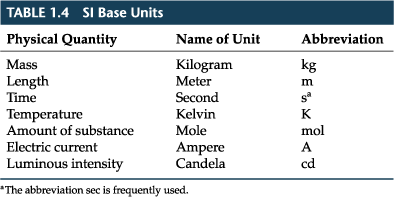 TABLE 1.4 SI Base Units
Physical Quantity Name of Unit Abbreviation
Mass Kilogram kg
Length Meter m
Time Second sᵃ
Temperature Kelvin K
Amount of substance Mole mol
Electric current Ampere A
Luminous intensity Candela cd
ᵃThe abbreviation sec is frequently used.